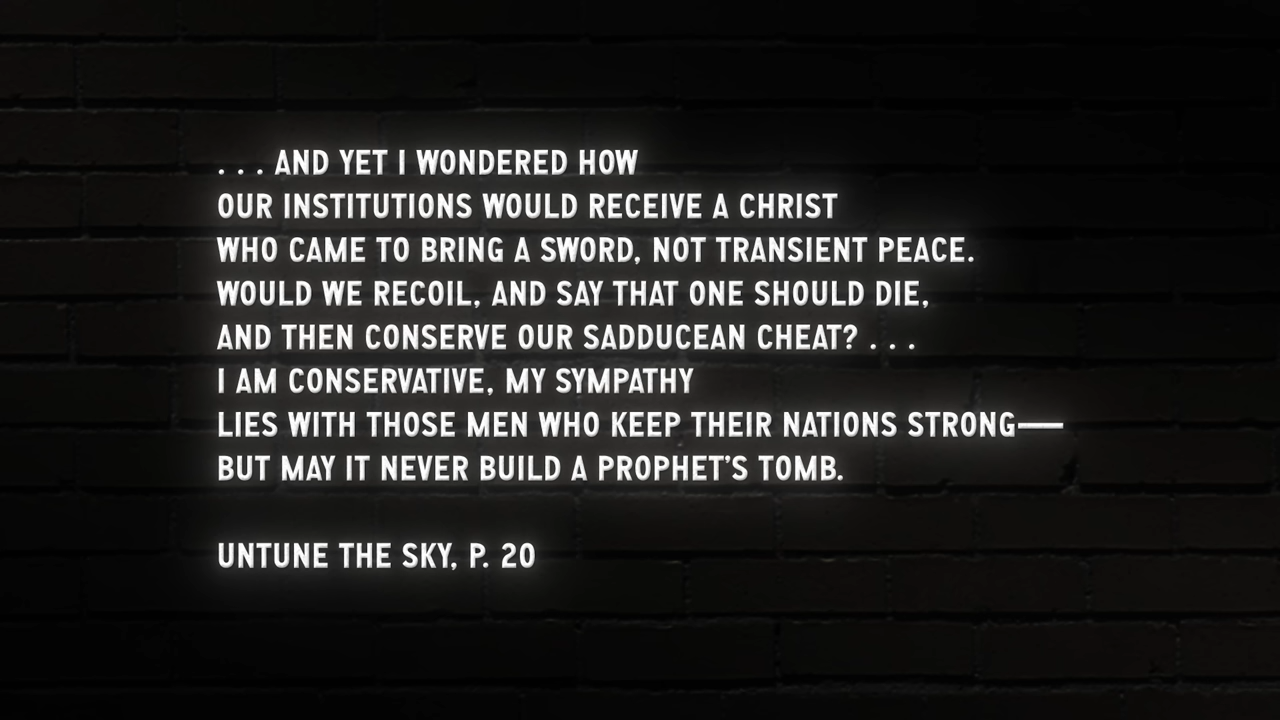 . . . AND YET I WONDERED HOW
OUR INSTITUTIONS WOULD RECEIVE A CHRIST
WHO CAME TO BRING A SWORD, NOT TRANSIENT PEACE.
WOULD WE RECOIL, AND SAY THAT ONE SHOULD DIE,
AND THEN CONSERVE OUR SADDUCEAN CHEAT? . . .
I AM CONSERVATIVE, MY SYMPATHY
LIES WITH THOSE MEN WHO KEEP THEIR NATIONS STRONG—
BUT MAY IT NEVER BUILD A PROPHET’S TOMB.
UNTUNE THE SKY, P. 20